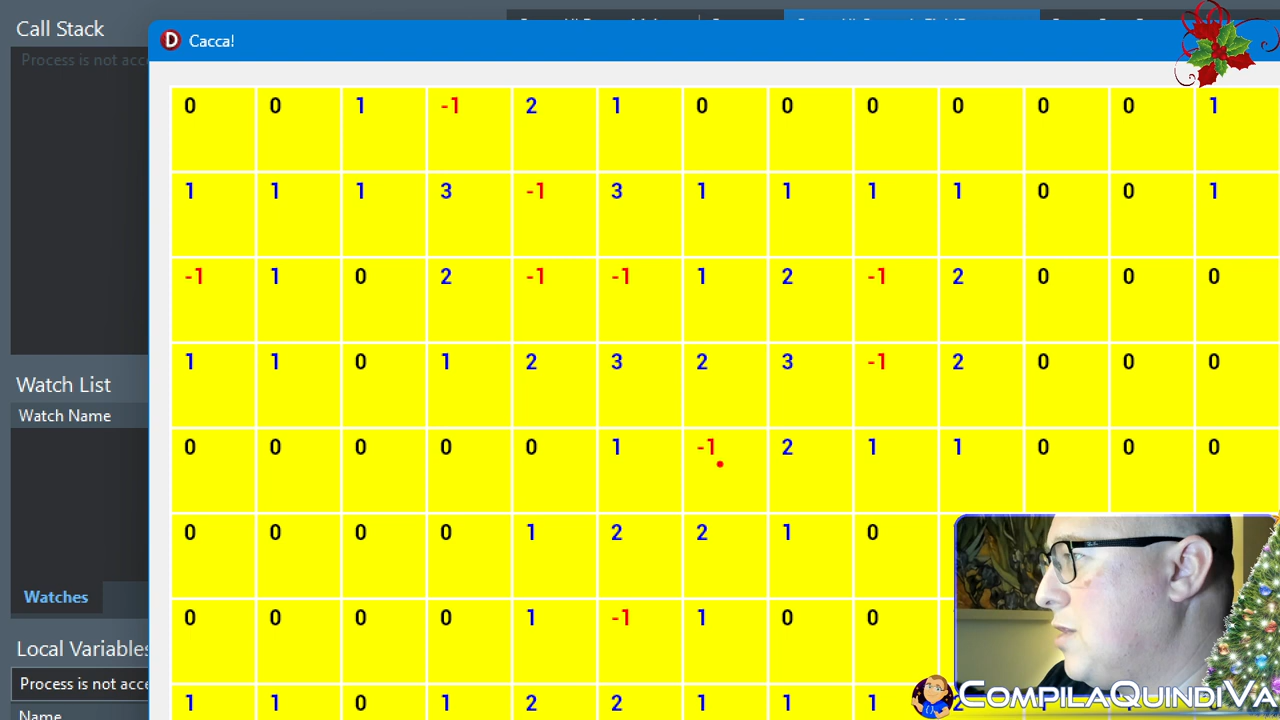 Call Stack
Cacca!
Process is not acce
0 0 1 -1 2 1 0 0 0 0 0 0 1
1 1 1 3 -1 3 1 1 1 1 0 0 1
-1 1 0 2 -1 -1 1 2 -1 2 0 0 0
1 1 0 1 2 3 2 3 -1 2 0 0 0
Watch List
Watch Name
0 0 0 0 0 1 -1 2 1 1 0 0 0
0 0 0 0 1 2 2 1 0
Watches
0 0 0 0 1 -1 1 0 0
Local Variables
Process is not acce
1 1 0 1 2 2 1 1 1
Name
CompilaQuindiVa